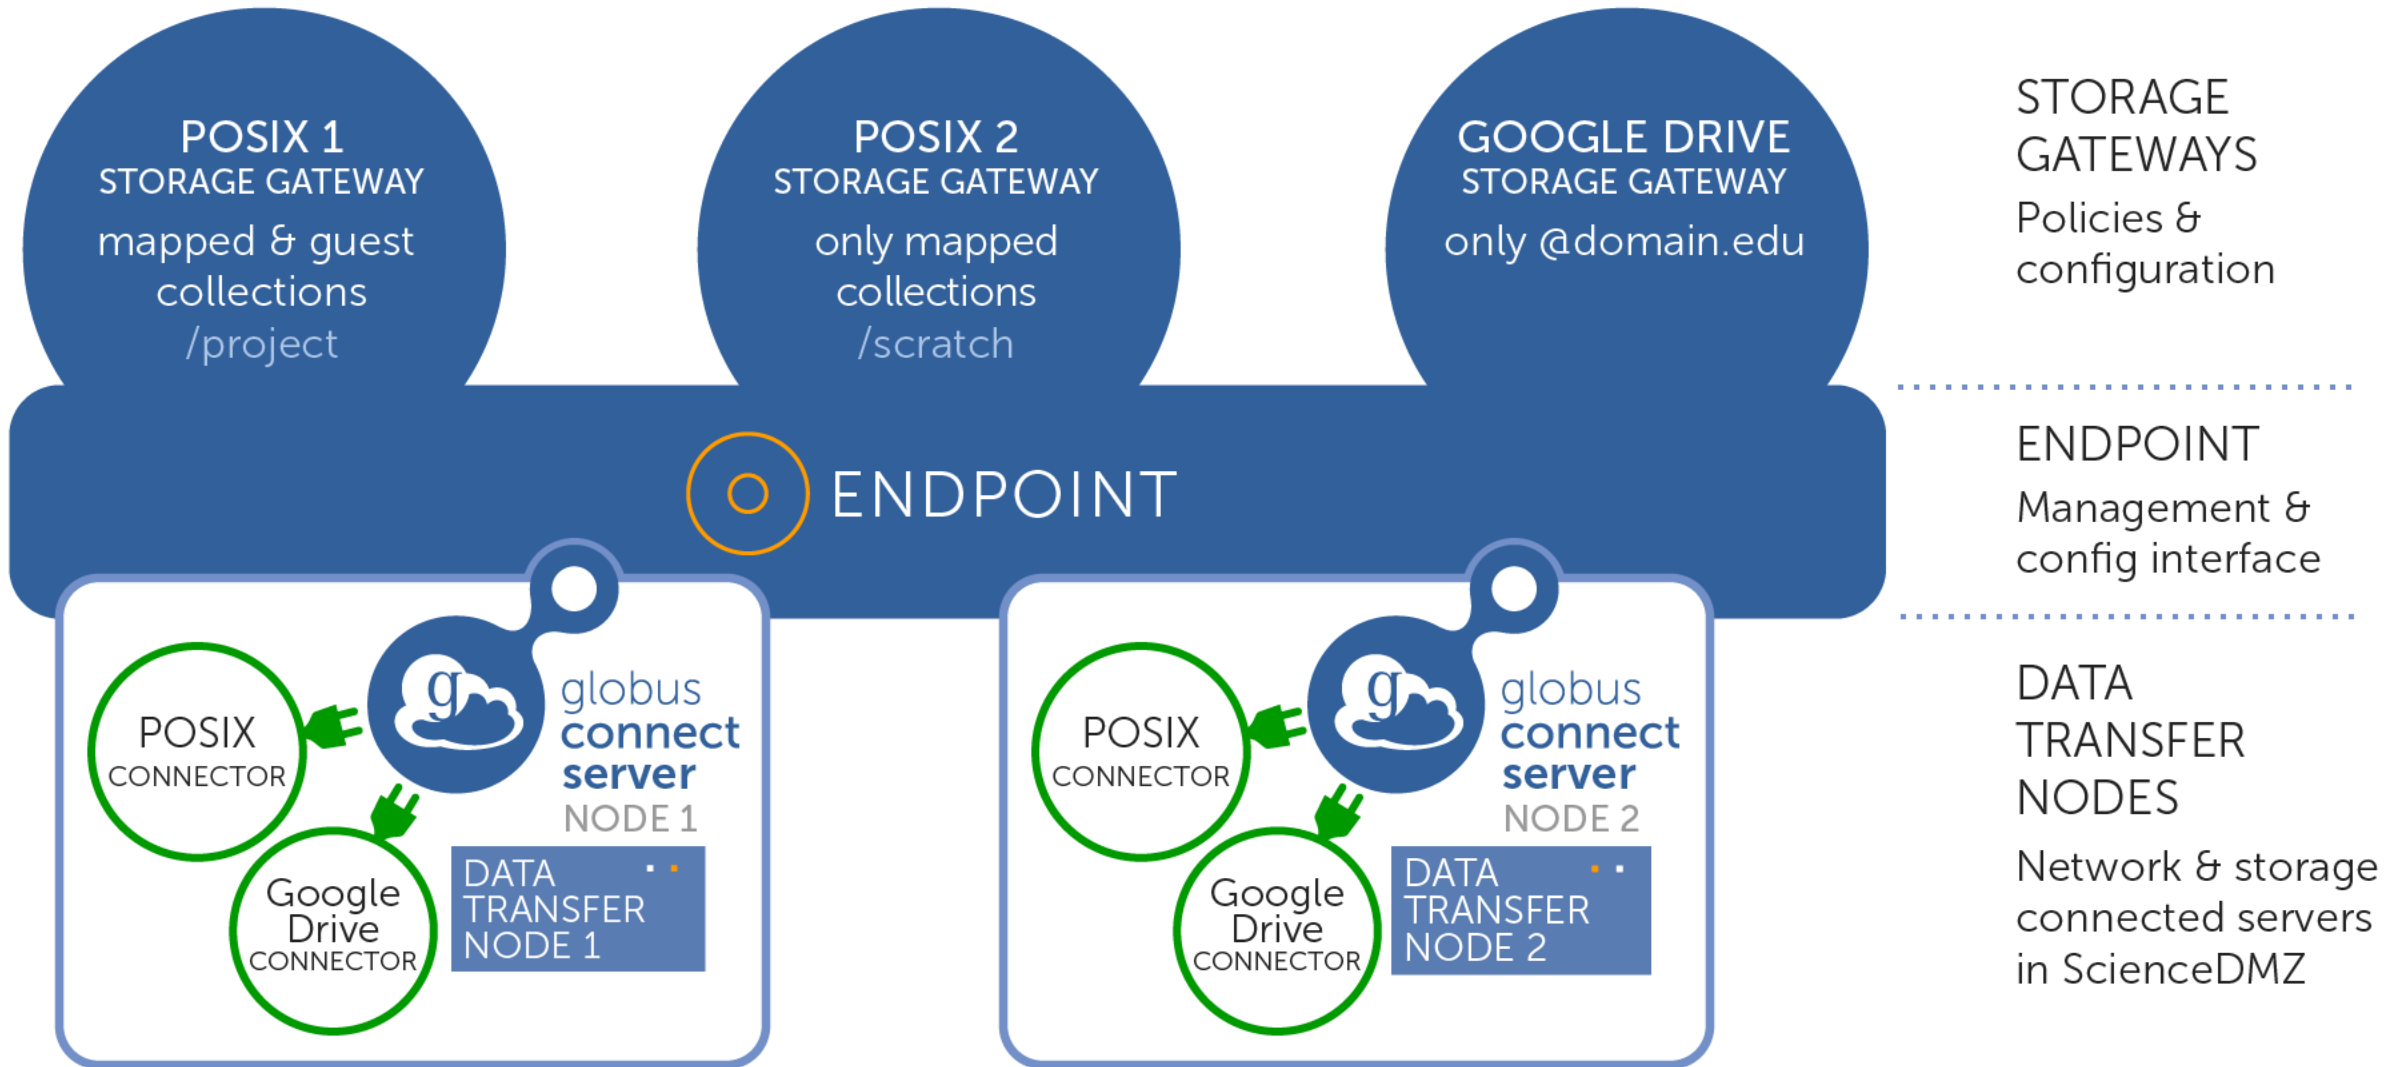 POSIX 1
STORAGE GATEWAY
mapped & guest
collections
/project
POSIX 2
STORAGE GATEWAY
only mapped
collections
/scratch
GOOGLE DRIVE
STORAGE GATEWAY
only @domain.edu
STORAGE
GATEWAYS
Policies &
configuration
ENDPOINT
ENDPOINT
Management &
config interface
POSIX
CONNECTOR
Google
Drive
CONNECTOR
g
globus
connect
server
NODE 1
DATA
TRANSFER
NODE 1
POSIX
CONNECTOR
Google
Drive
CONNECTOR
g
globus
connect
server
NODE 2
DATA
TRANSFER
NODE 2
DATA
TRANSFER
NODES
Network & storage
connected servers
in ScienceDMZ